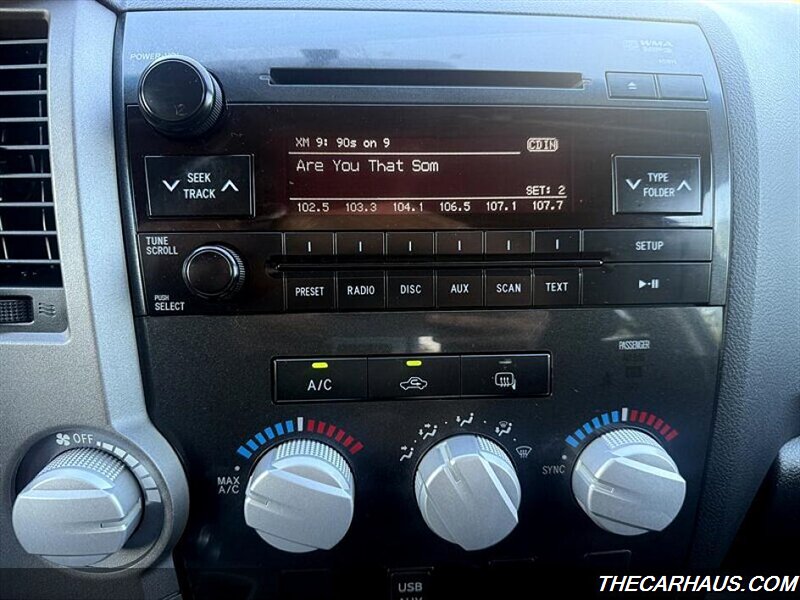 POWER·VOL
WMA
MP3
XM 9: 90s on 9
CD IN
Are You That Som
SET: 2
102.5 103.3 104.1 106.5 107.1 107.7
SEEK
TRACK
TYPE
FOLDER
TUNE
SCROLL
SETUP
PUSH
SELECT
PRESET RADIO DISC AUX SCAN TEXT
PASSENGER
A/C
OFF
MAX
A/C
SYNC
USB
AUX
THECARHAUS.COM